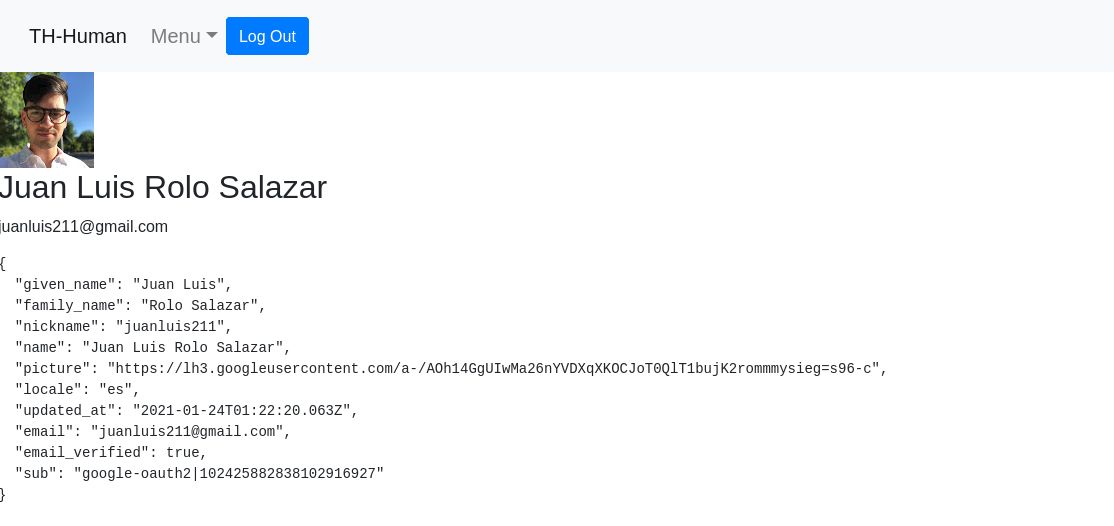 TH-Human Menu Log Out
Juan Luis Rolo Salazar
juanluis211@gmail.com
{
  "given_name": "Juan Luis",
  "family_name": "Rolo Salazar",
  "nickname": "juanluis211",
  "name": "Juan Luis Rolo Salazar",
  "picture": "https://lh3.googleusercontent.com/a-/AOh14GgUIwMa26nYVDXqXKOCJoT0QlT1bujK2rommmysieg=s96-c",
  "locale": "es",
  "updated_at": "2021-01-24T01:22:20.063Z",
  "email": "juanluis211@gmail.com",
  "email_verified": true,
  "sub": "google-oauth2|102425882838102916927"
}